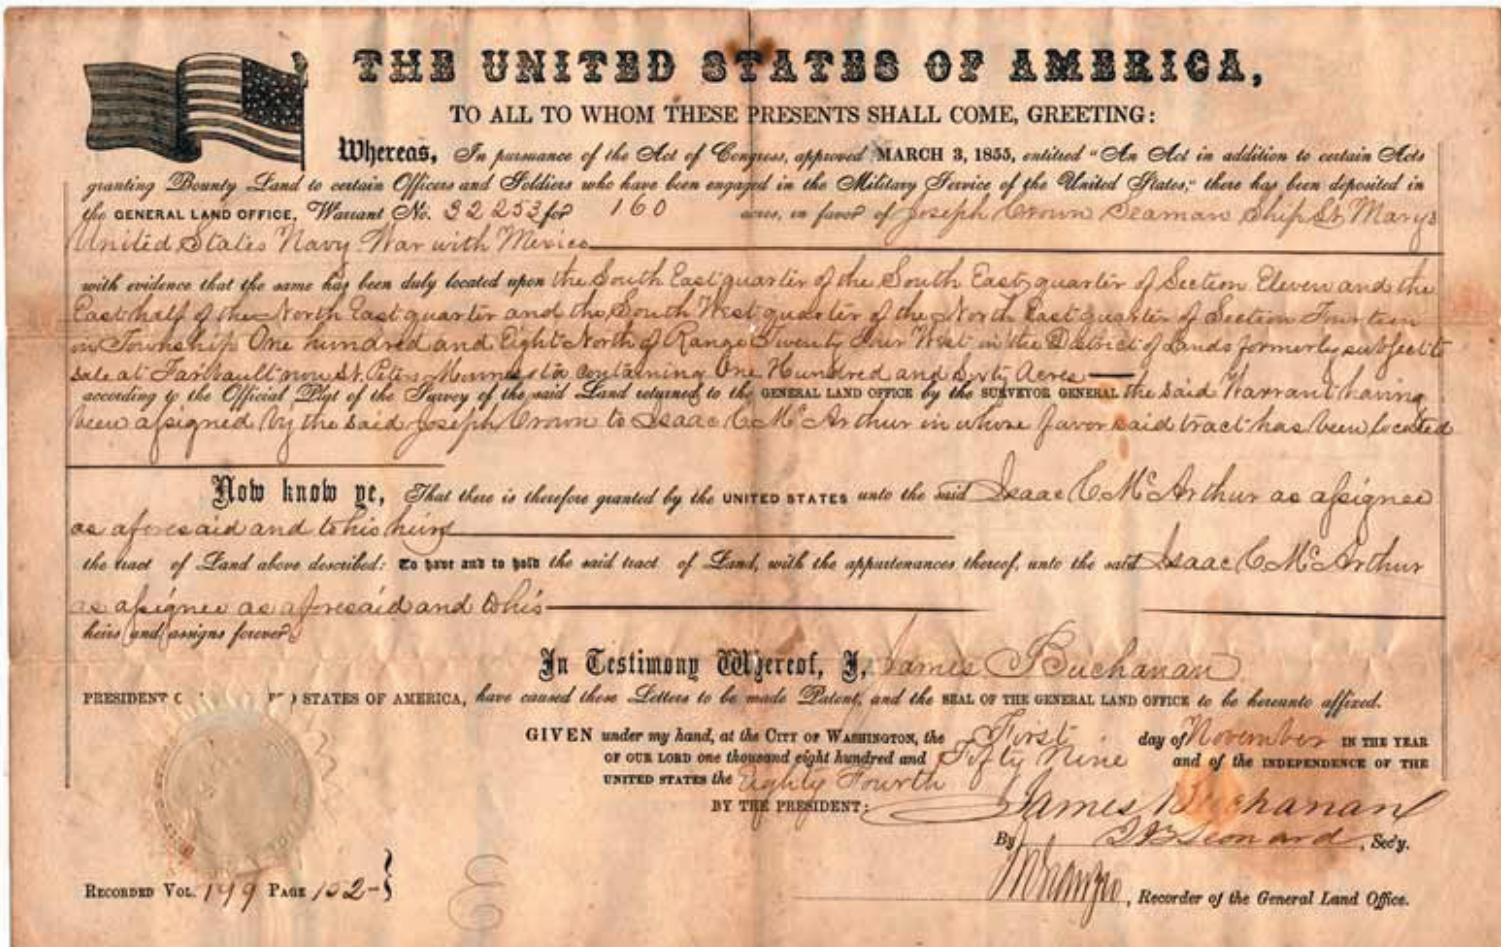 THE UNITED STATES OF AMERICA,
TO ALL TO WHOM THESE PRESENTS SHALL COME, GREETING:
Whereas, In pursuance of the Act of Congress, approved MARCH 3, 1855, entitled "An Act in addition to certain Acts
granting Bounty Land to certain Officers and Soldiers who have been engaged in the Military Service of the United States," there has been deposited in
the GENERAL LAND OFFICE, Warrant No. 32253 for 160 acres, in favor of Joseph Crown Seaman Ship St Marys
United States Navy War with Mexico
with evidence that the same has been duly located upon the South East quarter of the South East quarter of Section Eleven and the
East half of the North East quarter and the South West quarter of the North East quarter of Section Fourteen
in Township One hundred and Eight North of Range Twenty Four West in the District of Lands formerly subject to
sale at Faribault now St. Peter Minnesota containing One Hundred and Sixty Acres
according to the Official Plat of the Survey of the said Land returned to the GENERAL LAND OFFICE by the SURVEYOR GENERAL the said Warrant having
been assigned by the said Joseph Crown to Isaac C McArthur in whose favor said tract has been located
Now know ye, That there is therefore granted by the UNITED STATES unto the said Isaac C McArthur as assignee
as aforesaid and to his heirs
the tract of Land above described: To have and to hold the said tract of Land, with the appurtenances thereof, unto the said Isaac C McArthur
as assignee as aforesaid and to his
heirs and assigns forever.
In Testimony Whereof, I, James Buchanan
PRESIDENT STATES OF AMERICA, have caused these Letters to be made Patent, and the SEAL OF THE GENERAL LAND OFFICE to be hereunto affixed.
GIVEN under my hand, at the CITY OF WASHINGTON, the First day of November IN THE YEAR
OF OUR LORD one thousand eight hundred and Fifty Nine and of the INDEPENDENCE OF THE
UNITED STATES the Eighty Fourth
BY THE PRESIDENT: James Buchanan
By Leonard, Sec'y.
RECORDED VOL. 149 PAGE 152
, Recorder of the General Land Office.